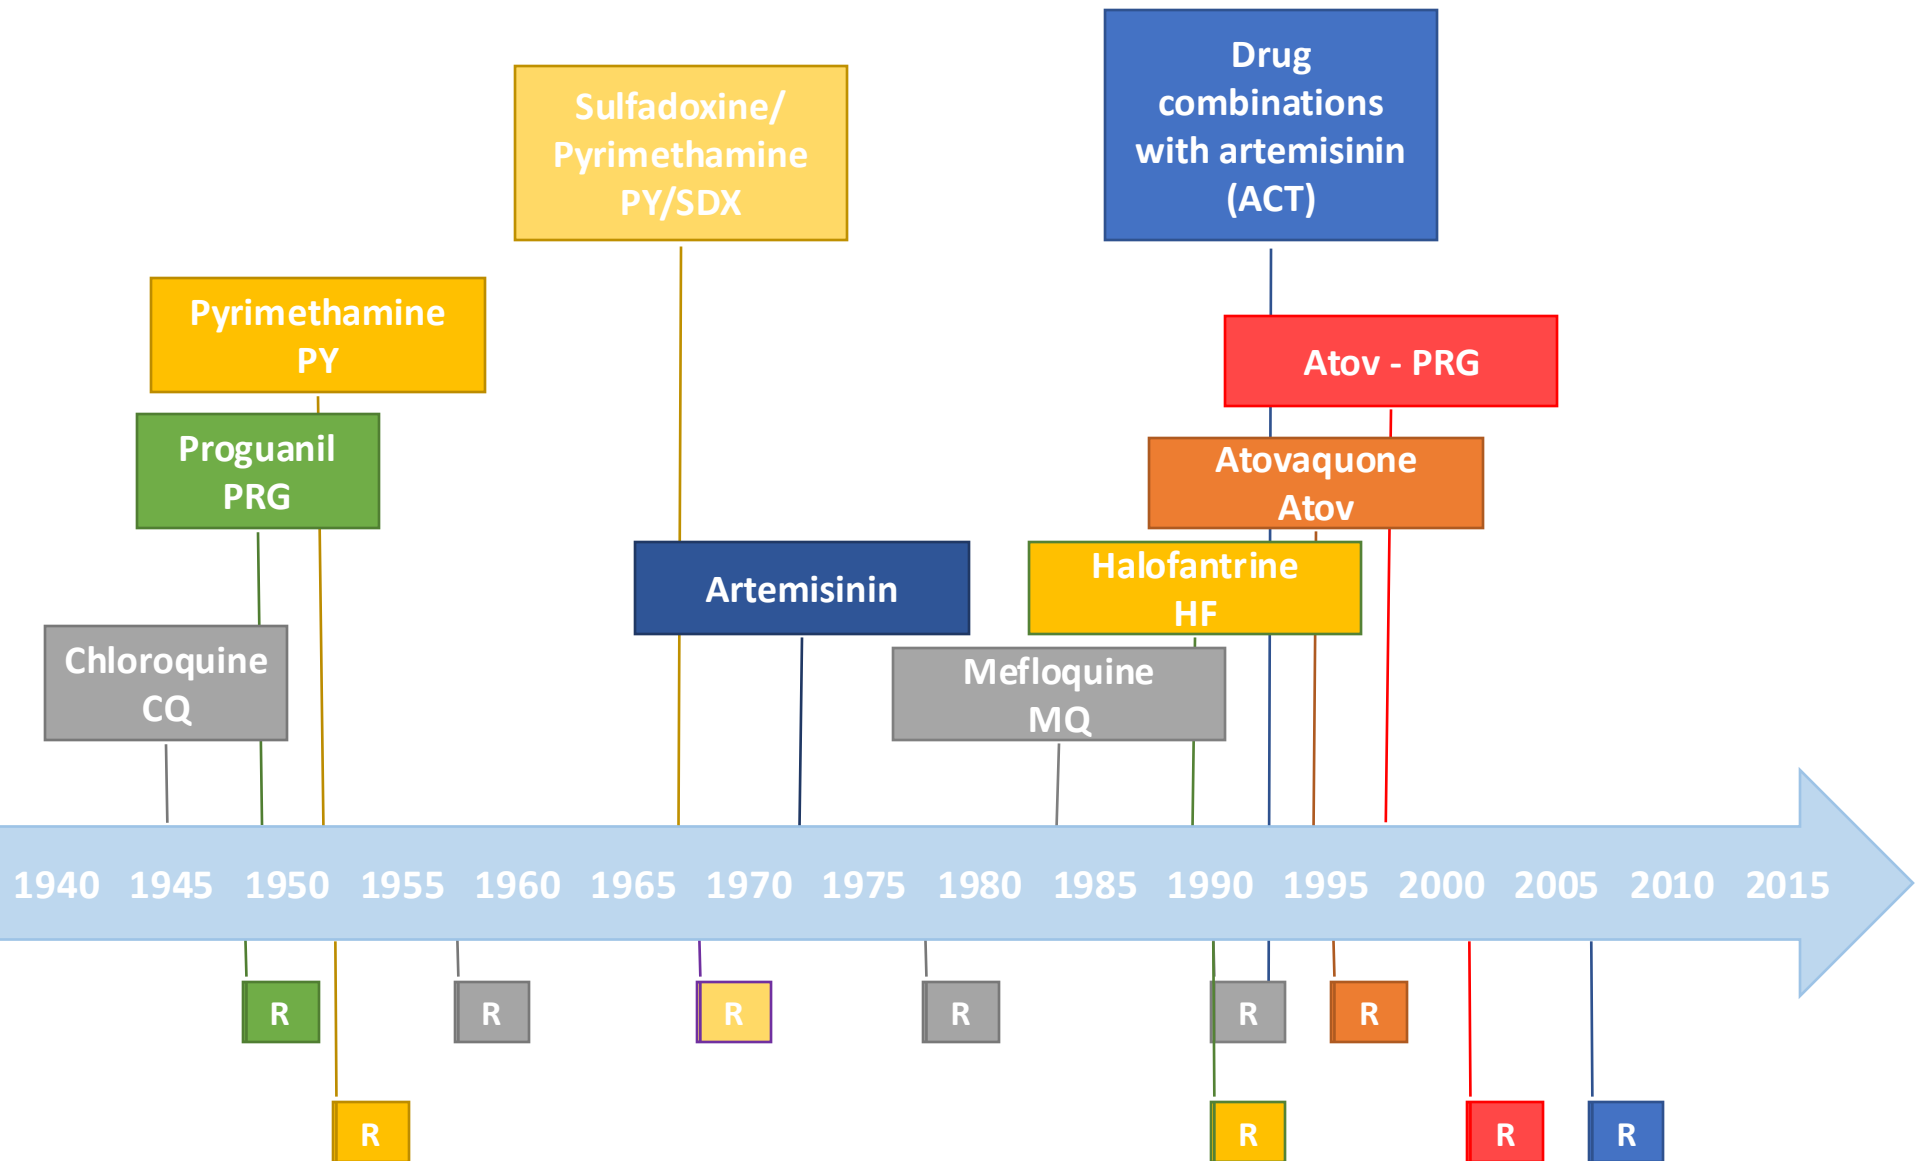 Drug
combinations
with artemisinin
(ACT)
Sulfadoxine/
Pyrimethamine
PY/SDX
Pyrimethamine
PY
Atov - PRG
Proguanil
PRG
Atovaquone
Atov
Artemisinin
Halofantrine
HF
Chloroquine
CQ
Mefloquine
MQ
1940 1945 1950 1955 1960 1965 1970 1975 1980 1985 1990 1995 2000 2005 2010 2015
R R R R R R
R R R R